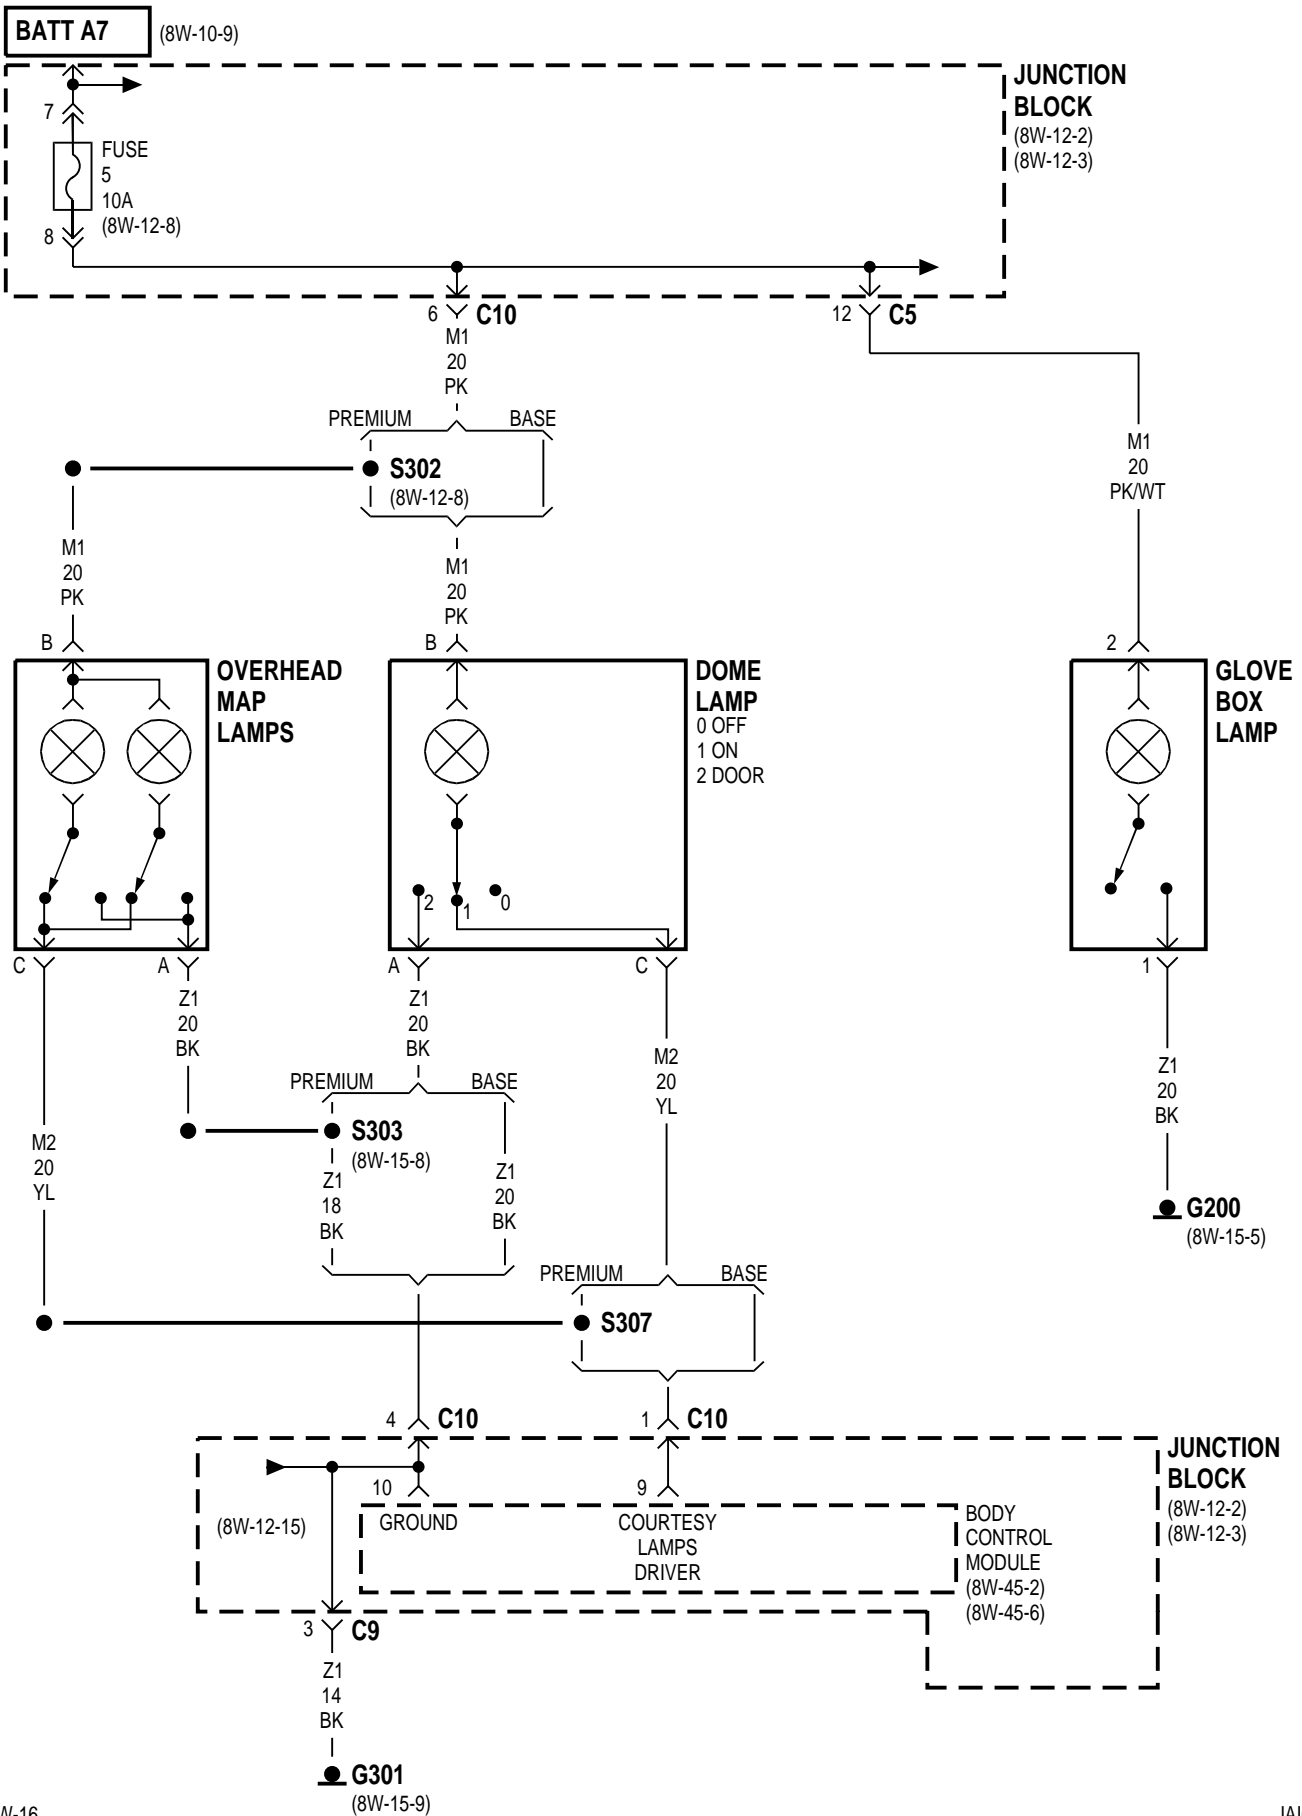 BATT A7
(8W-10-9)
JUNCTION
BLOCK
(8W-12-2)
(8W-12-3)
7
FUSE
5
10A
(8W-12-8)
8
6
C10
12
C5
M1
20
PK
PREMIUM
BASE
S302
(8W-12-8)
M1
20
PK/WT
M1
20
PK
M1
20
PK
B
B
2
OVERHEAD
MAP
LAMPS
DOME
LAMP
0 OFF
1 ON
2 DOOR
GLOVE
BOX
LAMP
2
1
0
C
A
A
C
1
Z1
20
BK
Z1
20
BK
M2
20
YL
Z1
20
BK
PREMIUM
BASE
S303
(8W-15-8)
M2
20
YL
Z1
18
BK
Z1
20
BK
G200
(8W-15-5)
PREMIUM
BASE
S307
4
C10
1
C10
JUNCTION
BLOCK
(8W-12-2)
(8W-12-3)
10
9
(8W-12-15)
GROUND
COURTESY
LAMPS
DRIVER
BODY
CONTROL
MODULE
(8W-45-2)
(8W-45-6)
3
C9
Z1
14
BK
G301
(8W-15-9)